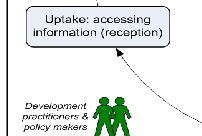 Uptake: accessing
information (reception)
Development
practitioners &
policy makers